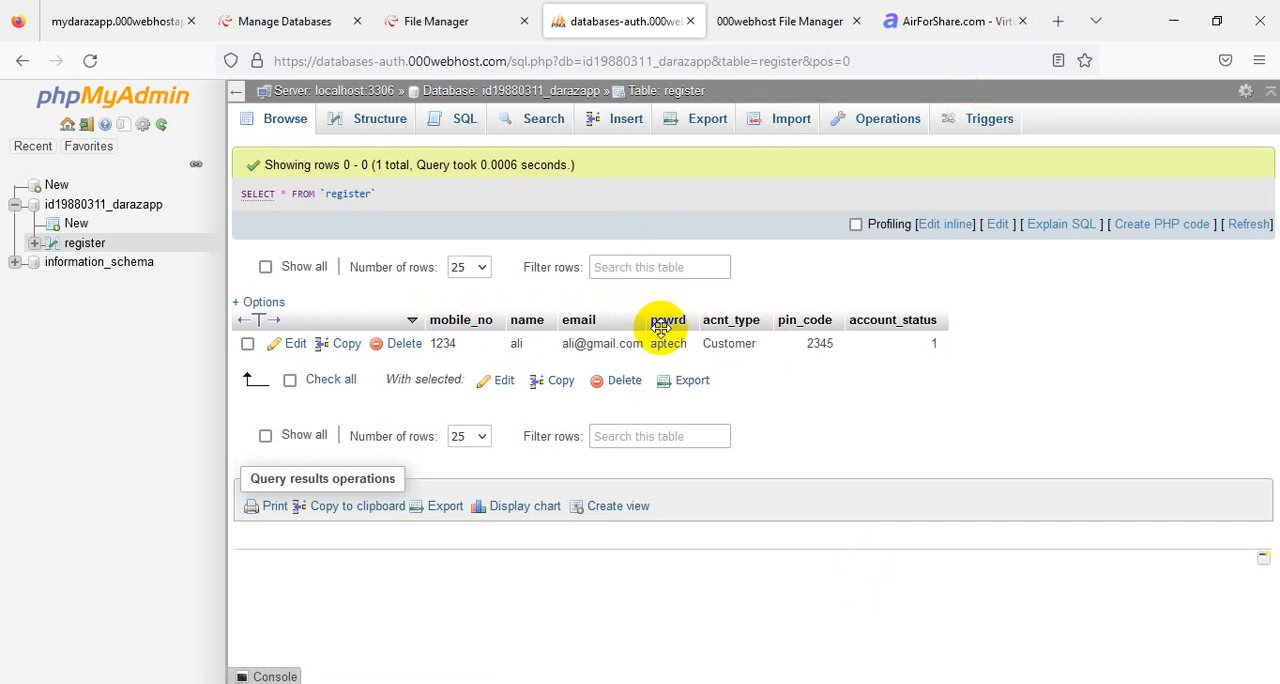 mydarazapp.000webhostap
Manage Databases
File Manager
databases-auth.000we
000webhost File Manager
AirForShare.com - Virt
https://databases-auth.000webhost.com/sql.php?db=id19880311_darazapp&table=register&pos=0
phpMyAdmin
Recent Favorites
New
id19880311_darazapp
New
register
information_schema
Server: localhost:3306 » Database: id19880311_darazapp » Table: register
Browse Structure SQL Search Insert Export Import Operations Triggers
Showing rows 0 - 0 (1 total, Query took 0.0006 seconds.)
SELECT * FROM `register`
Profiling [Edit inline] [ Edit ] [ Explain SQL ] [ Create PHP code ] [ Refresh]
Show all Number of rows: 25 Filter rows: Search this table
+ Options
←T→ mobile_no name email acnt_type pin_code account_status
Edit Copy Delete 1234 ali ali@gmail.com aptech Customer 2345 1
Check all With selected: Edit Copy Delete Export
Show all Number of rows: 25 Filter rows: Search this table
Query results operations
Print Copy to clipboard Export Display chart Create view
Console